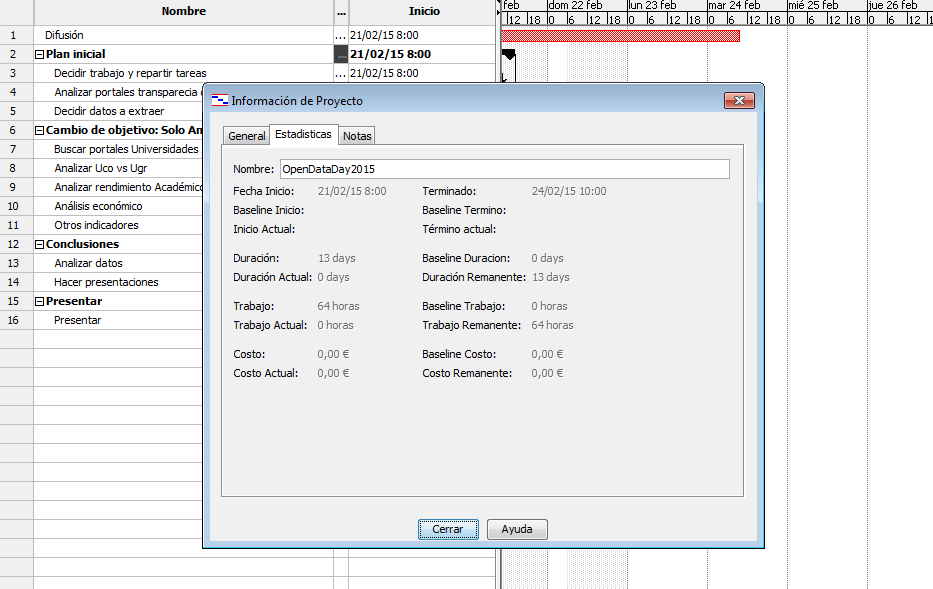 Nombre ... Inicio
feb dom 22 feb lun 23 feb mar 24 feb mié 25 feb jue 26 feb
12 18 0 6 12 18 0 6 12 18 0 6 12 18 0 6 12 18 0 6 12
1 Difusión ... 21/02/15 8:00
2 Plan inicial ... 21/02/15 8:00
3 Decidir trabajo y repartir tareas ... 21/02/15 8:00
4 Analizar portales transparecia
5 Decidir datos a extraer
6 Cambio de objetivo: Solo An
7 Buscar portales Universidades
8 Analizar Uco vs Ugr
9 Analizar rendimiento Académico
10 Análisis económico
11 Otros indicadores
12 Conclusiones
13 Analizar datos
14 Hacer presentaciones
15 Presentar
16 Presentar
Información de Proyecto
General Estadisticas Notas
Nombre: OpenDataDay2015
Fecha Inicio: 21/02/15 8:00 Terminado: 24/02/15 10:00
Baseline Inicio: Baseline Termino:
Inicio Actual: Término actual:
Duración: 13 days Baseline Duracion: 0 days
Duración Actual: 0 days Duración Remanente: 13 days
Trabajo: 64 horas Baseline Trabajo: 0 horas
Trabajo Actual: 0 horas Trabajo Remanente: 64 horas
Costo: 0,00 € Baseline Costo: 0,00 €
Costo Actual: 0,00 € Costo Remanente: 0,00 €
Cerrar Ayuda